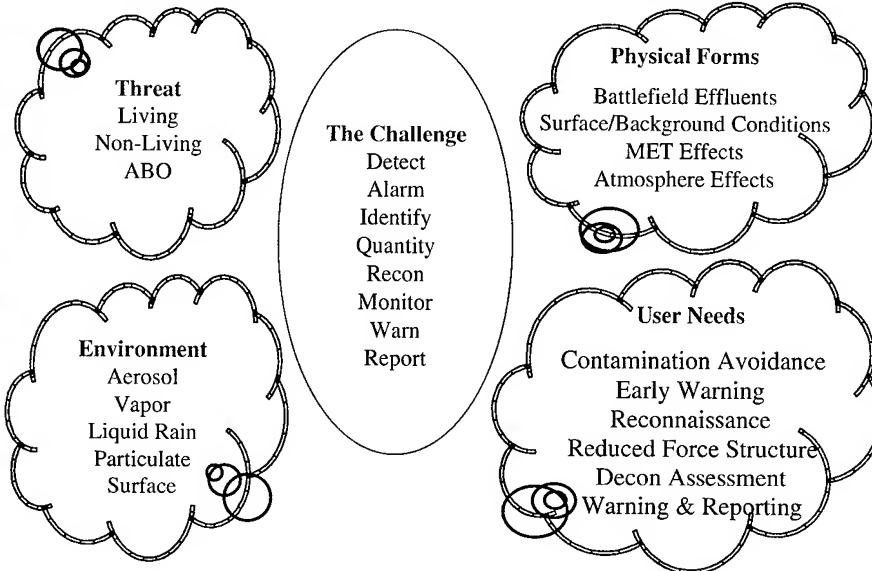 Threat
Living
Non-Living
ABO
The Challenge
Detect
Alarm
Identify
Quantity
Recon
Monitor
Warn
Report
Physical Forms
Battlefield Effluents
Surface/Background Conditions
MET Effects
Atmosphere Effects
Environment
Aerosol
Vapor
Liquid Rain
Particulate
Surface
User Needs
Contamination Avoidance
Early Warning
Reconnaissance
Reduced Force Structure
Decon Assessment
Warning & Reporting